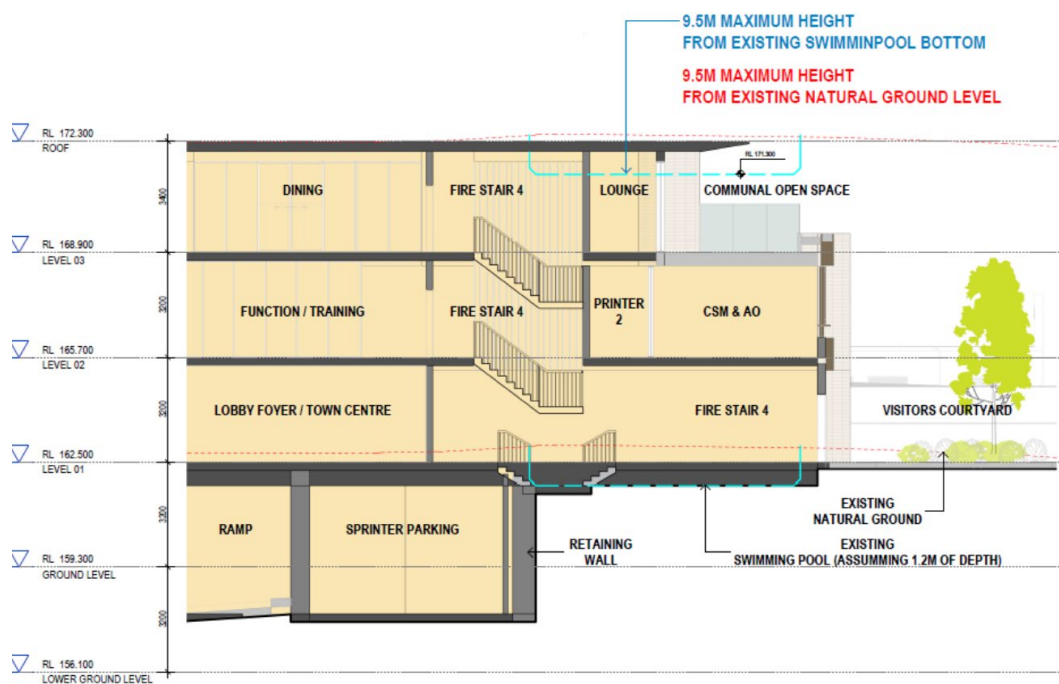 9.5M MAXIMUM HEIGHT
FROM EXISTING SWIMMINPOOL BOTTOM
9.5M MAXIMUM HEIGHT
FROM EXISTING NATURAL GROUND LEVEL
RL 172.300
ROOF
RL 171.300
3400
DINING
FIRE STAIR 4
LOUNGE
COMMUNAL OPEN SPACE
RL 168.900
LEVEL 03
3200
FUNCTION / TRAINING
FIRE STAIR 4
PRINTER
2
CSM & AO
RL 165.700
LEVEL 02
3200
LOBBY FOYER / TOWN CENTRE
FIRE STAIR 4
VISITORS COURTYARD
RL 162.500
LEVEL 01
3200
RAMP
SPRINTER PARKING
RETAINING
WALL
EXISTING
NATURAL GROUND
EXISTING
SWIMMING POOL (ASSUMMING 1.2M OF DEPTH)
RL 159.300
GROUND LEVEL
3200
RL 156.100
LOWER GROUND LEVEL